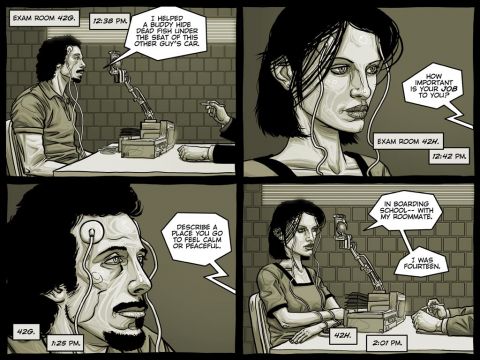 EXAM ROOM 42G.
12:38 PM.
I HELPED
A BUDDY HIDE
DEAD FISH UNDER
THE SEAT OF THIS
OTHER GUY'S CAR.
HOW
IMPORTANT
IS YOUR JOB
TO YOU?
EXAM ROOM 42H.
12:42 PM.
DESCRIBE A
PLACE YOU GO
TO FEEL CALM
OR PEACEFUL.
42G.
1:25 PM.
IN BOARDING
SCHOOL-- WITH
MY ROOMMATE.
I WAS
FOURTEEN.
42H.
2:01 PM.